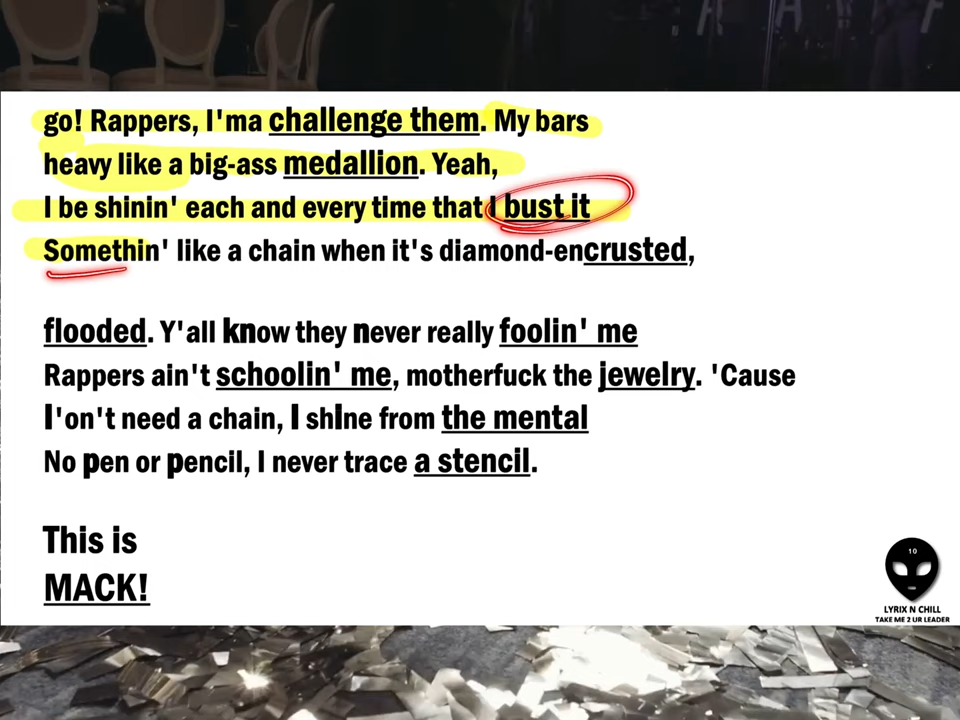 go! Rappers, I'ma challenge them. My bars
heavy like a big-ass medallion. Yeah,
I be shinin' each and every time that I bust it
Somethin' like a chain when it's diamond-encrusted,
flooded. Y'all know they never really foolin' me
Rappers ain't schoolin' me, motherfuck the jewelry. 'Cause
I'on't need a chain, I shine from the mental
No pen or pencil, I never trace a stencil.
This is
MACK!
10
LYRIX N CHILL
TAKE ME 2 UR LEADER